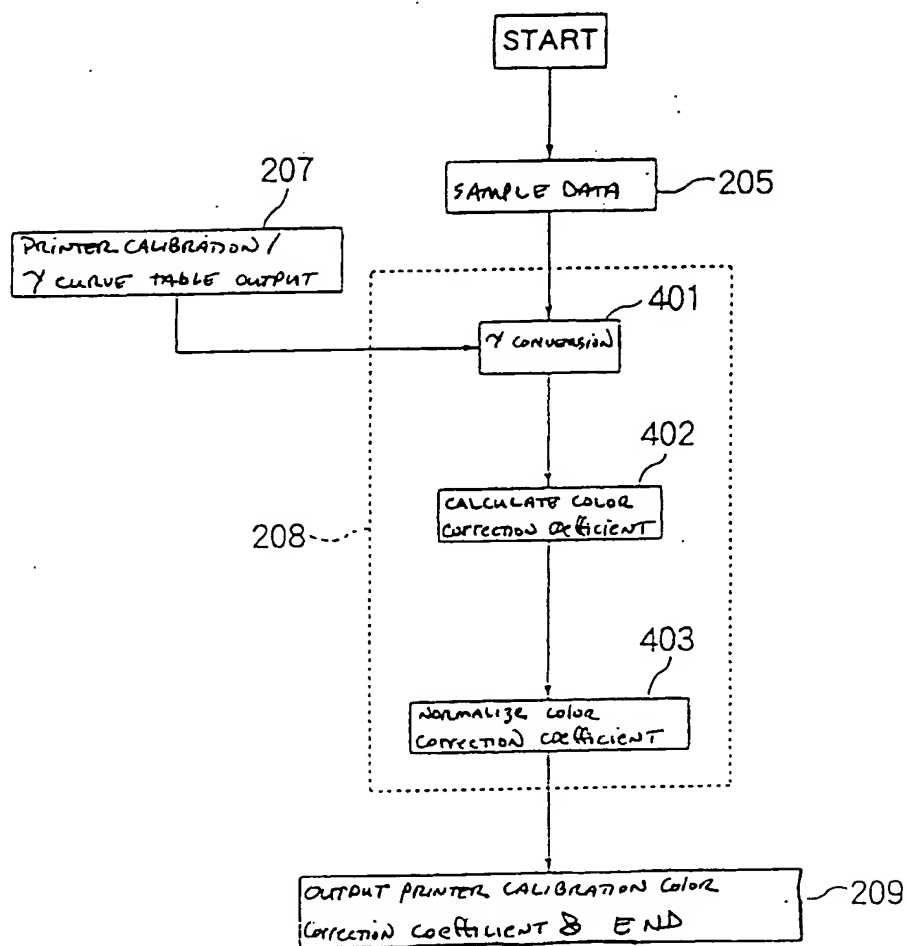 START
207
SAMPLE DATA
205
PRINTER CALIBRATION /
γ CURVE TABLE OUTPUT
401
γ CONVERSION
402
CALCULATE COLOR
CORRECTION COEFFICIENT
208
403
NORMALIZE COLOR
CORRECTION COEFFICIENT
OUTPUT PRINTER CALIBRATION COLOR
CORRECTION COEFFICIENT & END
209